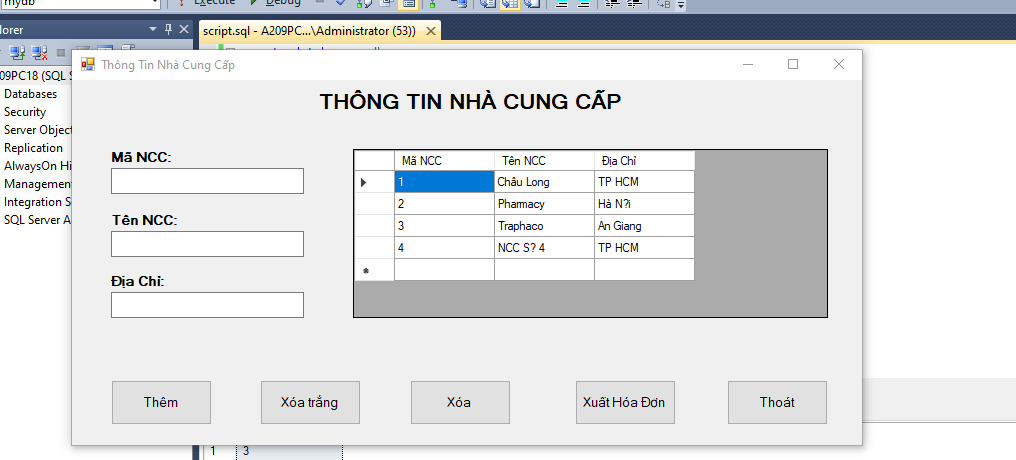 mydb
Execute
Debug
script.sql - A209PC...\Administrator (53))
Thông Tin Nhà Cung Cấp
09PC18 (SQL S
Databases
Security
Server Object
Replication
AlwaysOn Hi
Management
Integration S
SQL Server A
THÔNG TIN NHÀ CUNG CẤP
Mã NCC:
Tên NCC:
Địa Chỉ:
Mã NCC Tên NCC Địa Chỉ
1 Châu Long TP HCM
2 Pharmacy Hà N?i
3 Traphaco An Giang
4 NCC S? 4 TP HCM
Thêm
Xóa trắng
Xóa
Xuất Hóa Đơn
Thoát
1 3